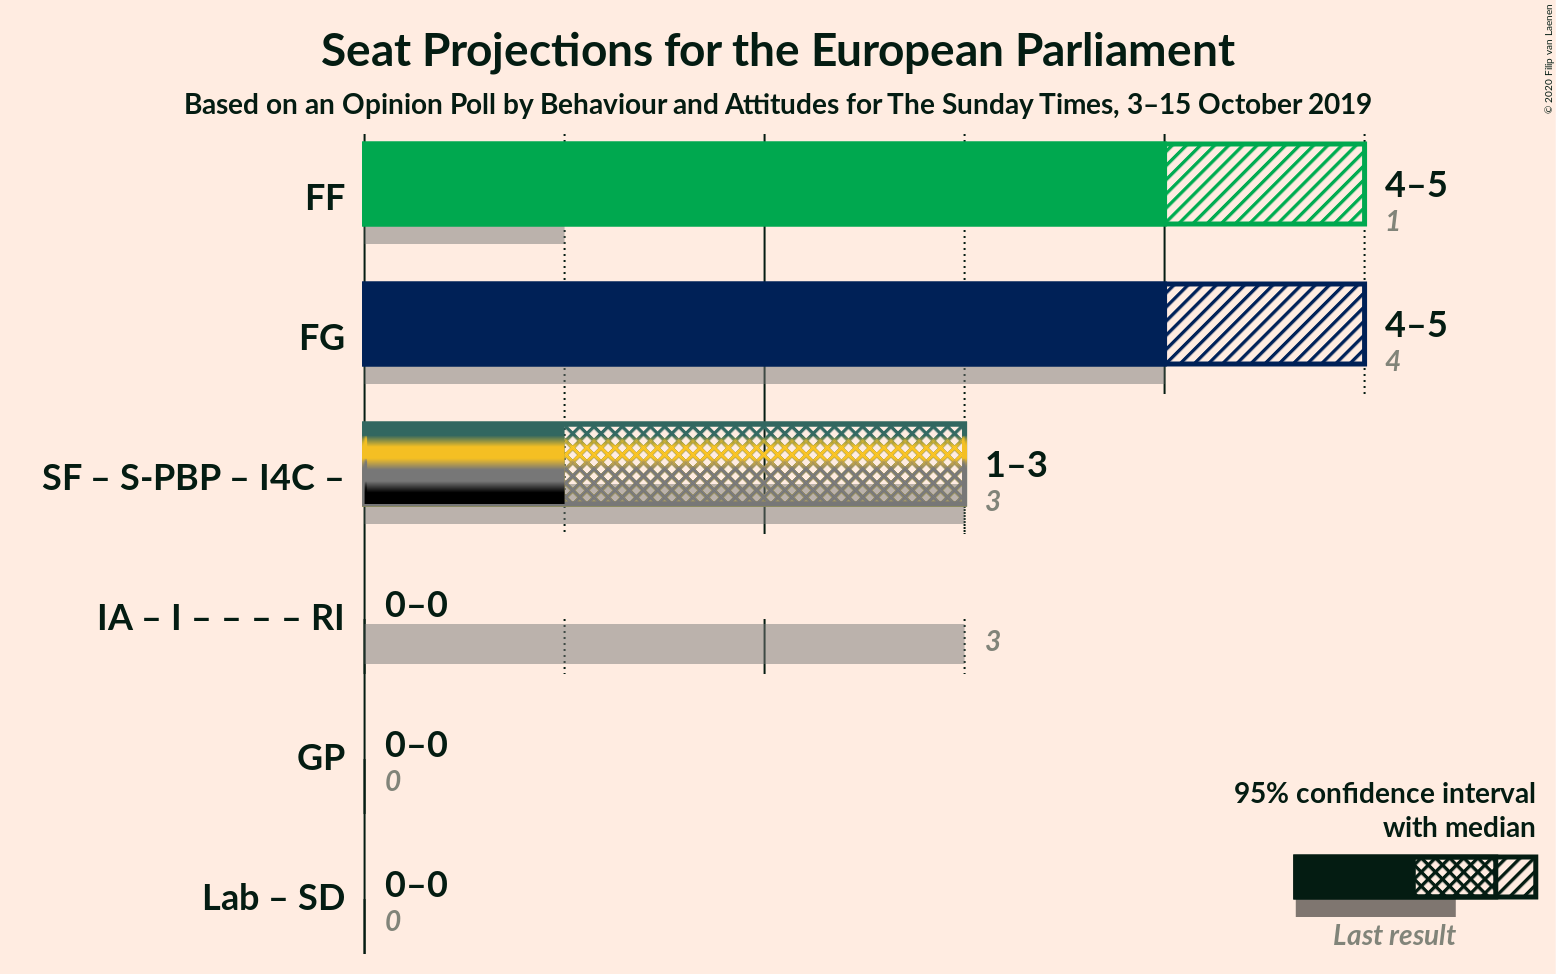 Seat Projections for the European Parliament
Based on an Opinion Poll by Behaviour and Attitudes for The Sunday Times, 3–15 October 2019
© 2020 Filip van Laenen
FF
4–5
1
FG
4–5
4
SF – S-PBP – I4C –
1–3
3
IA – I – – – – RI
0–0
3
GP
0–0
0
Lab – SD
0–0
0
95% confidence interval
with median
Last result